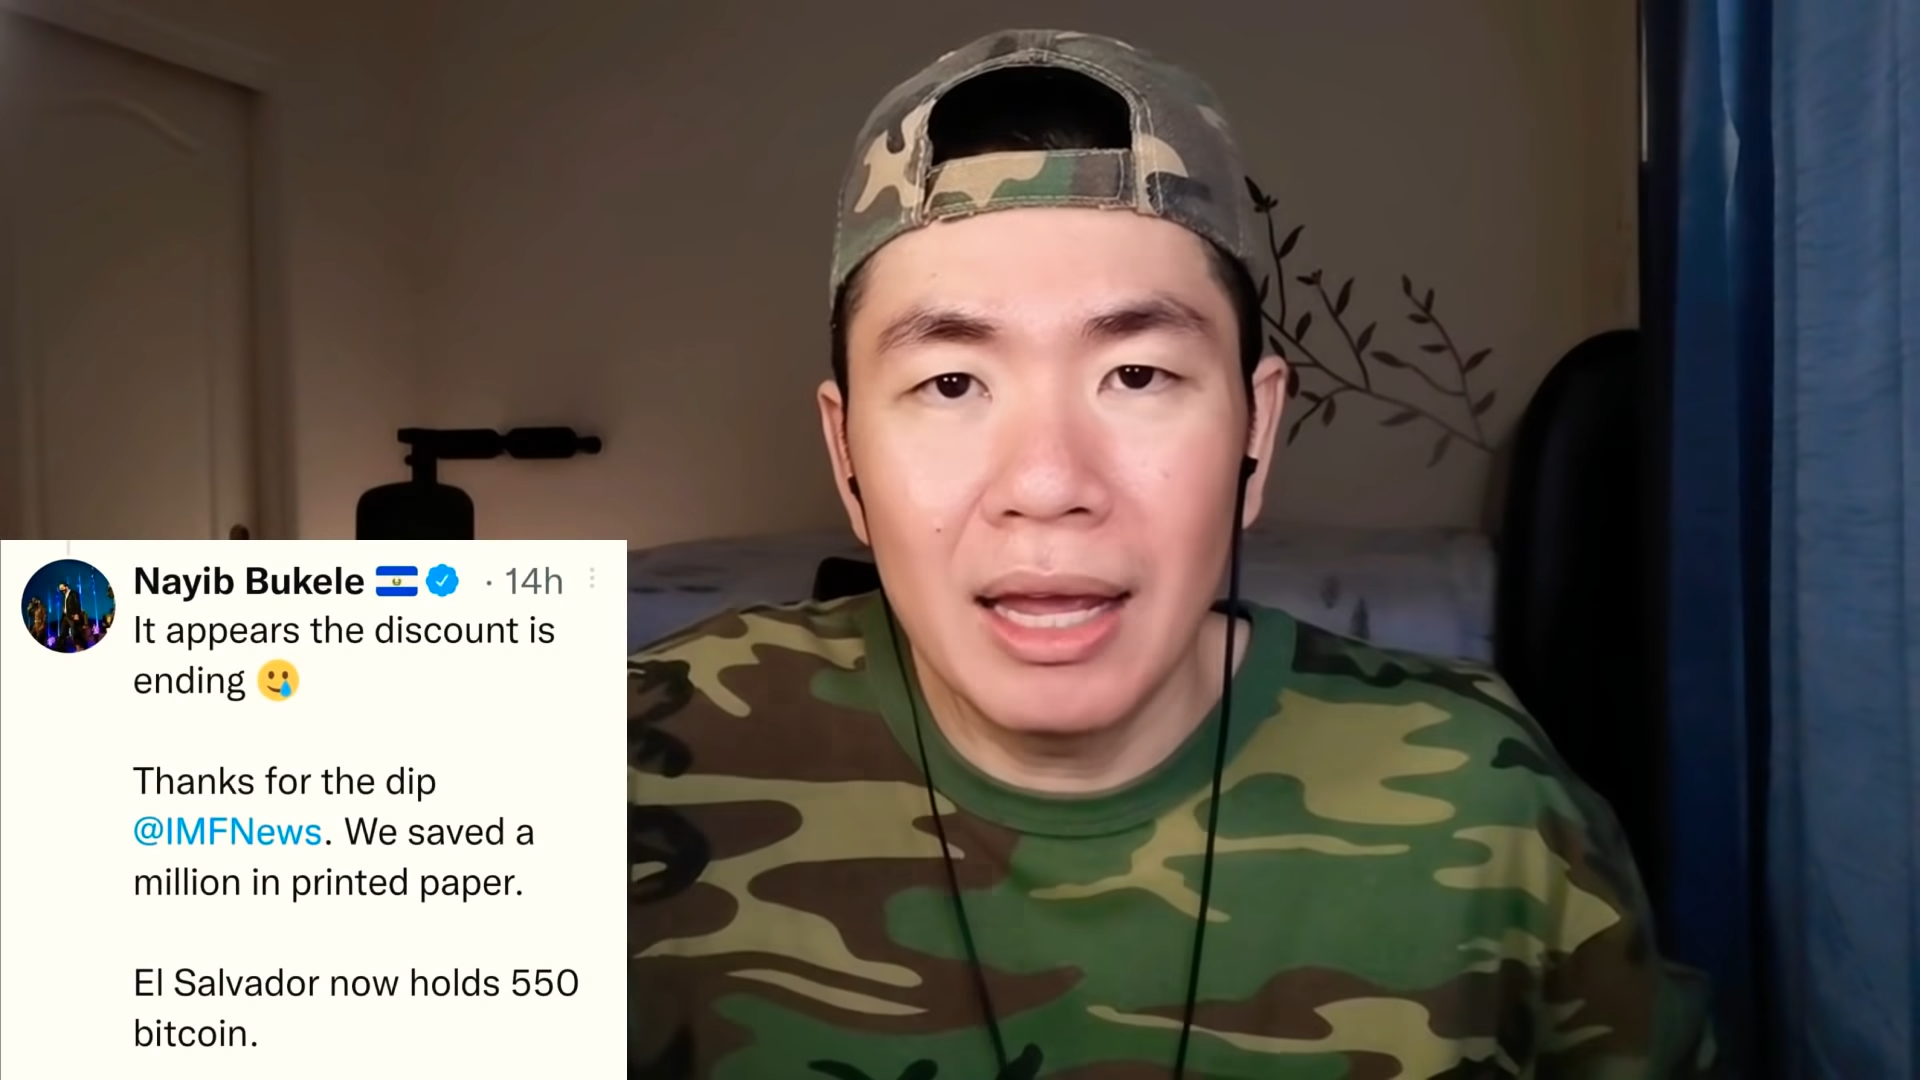 Nayib Bukele 🇸🇻 · 14h
It appears the discount is
ending 🥲
Thanks for the dip
@IMFNews. We saved a
million in printed paper.
El Salvador now holds 550
bitcoin.